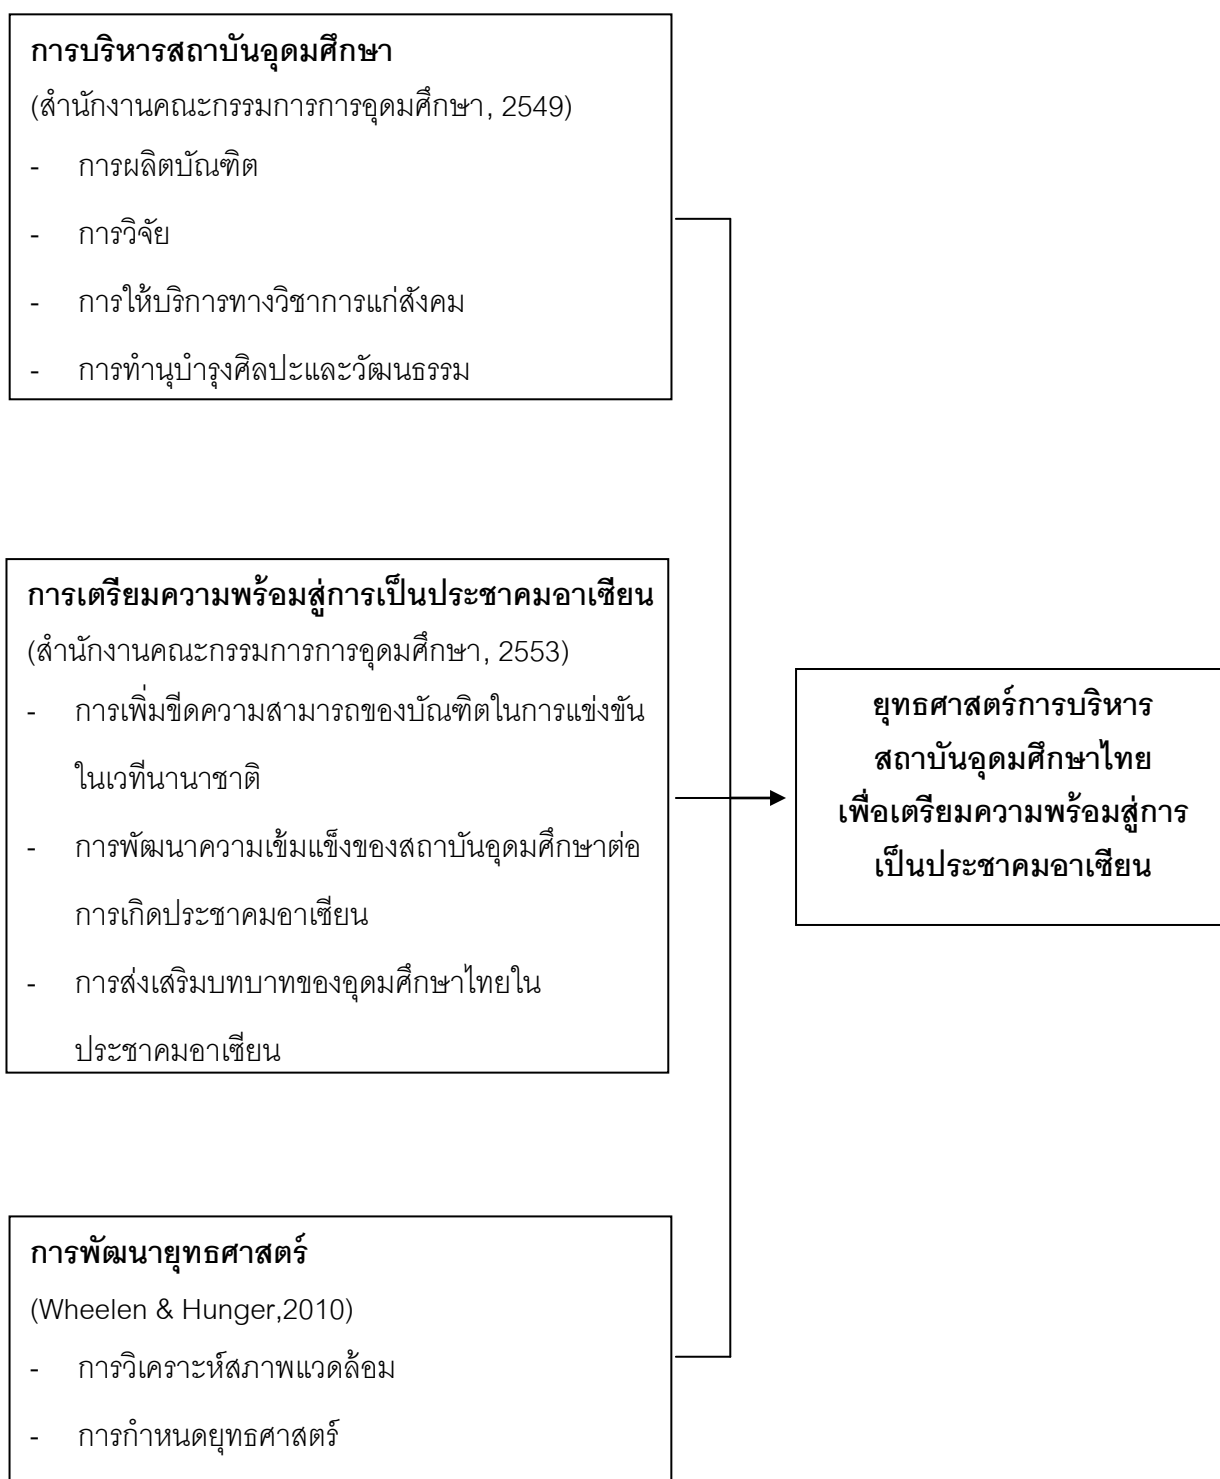 การบริหารสถาบันอุดมศึกษา
(สำนักงานคณะกรรมการการอุดมศึกษา, 2549)
- การผลิตบัณฑิต
- การวิจัย
- การให้บริการทางวิชาการแก่สังคม
- การทำนุบำรุงศิลปะและวัฒนธรรม
การเตรียมความพร้อมสู่การเป็นประชาคมอาเซียน
(สำนักงานคณะกรรมการการอุดมศึกษา, 2553)
- การเพิ่มขีดความสามารถของบัณฑิตในการแข่งขัน
ในเวทีนานาชาติ
- การพัฒนาความเข้มแข็งของสถาบันอุดมศึกษาต่อ
การเกิดประชาคมอาเซียน
- การส่งเสริมบทบาทของอุดมศึกษาไทยใน
ประชาคมอาเซียน
การพัฒนายุทธศาสตร์
(Wheelen & Hunger,2010)
- การวิเคราะห์สภาพแวดล้อม
- การกำหนดยุทธศาสตร์
ยุทธศาสตร์การบริหาร
สถาบันอุดมศึกษาไทย
เพื่อเตรียมความพร้อมสู่การ
เป็นประชาคมอาเซียน